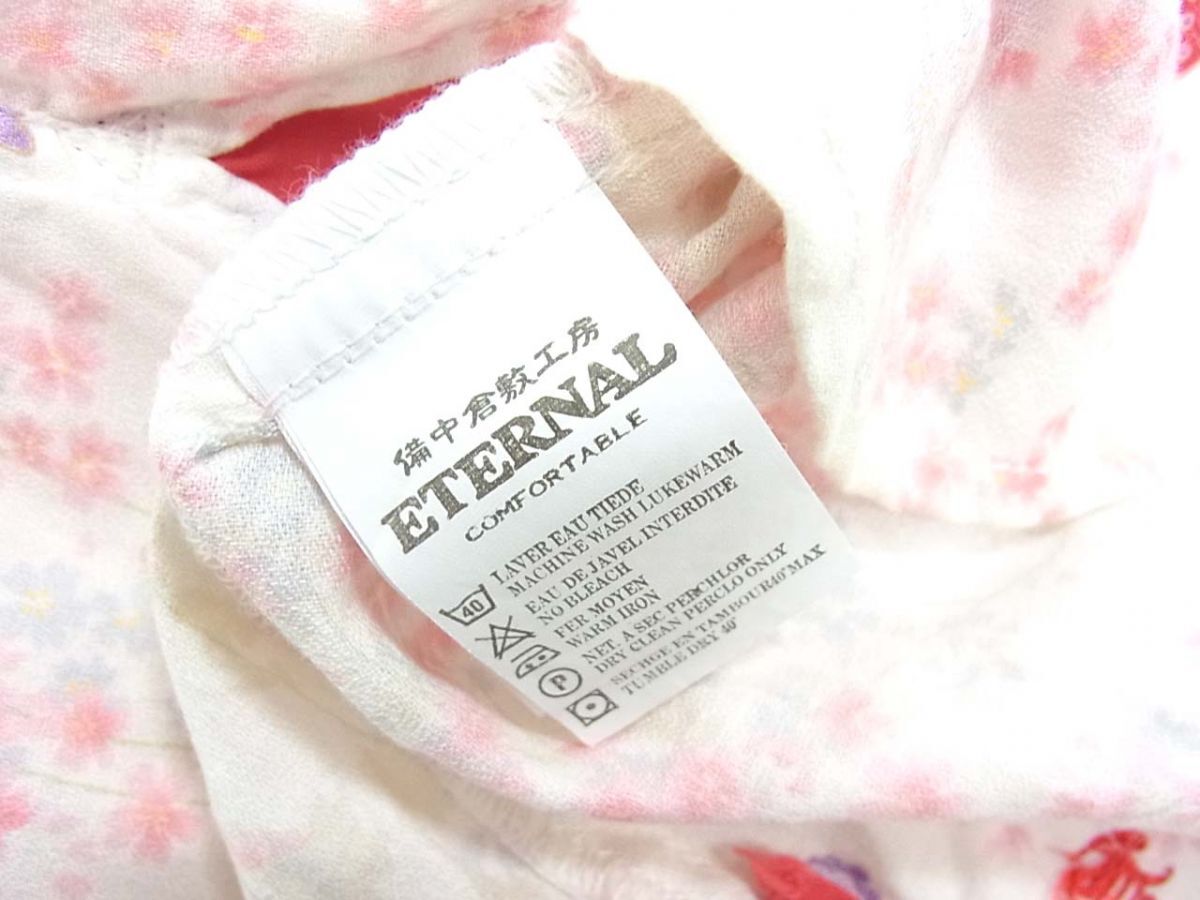 備中倉敷工房
ETERNAL
COMFORTABLE
40
LAVER EAU TIEDE
MACHINE WASH LUKEWARM
EAU DE JAVEL INTERDITE
NO BLEACH
FER MOYEN
WARM IRON
P
NET. A SEC PERCHLOR
DRY CLEAN PERCLO ONLY
SECHGE EN TAMBOUR40°MAX
TUMBLE DRY 40°